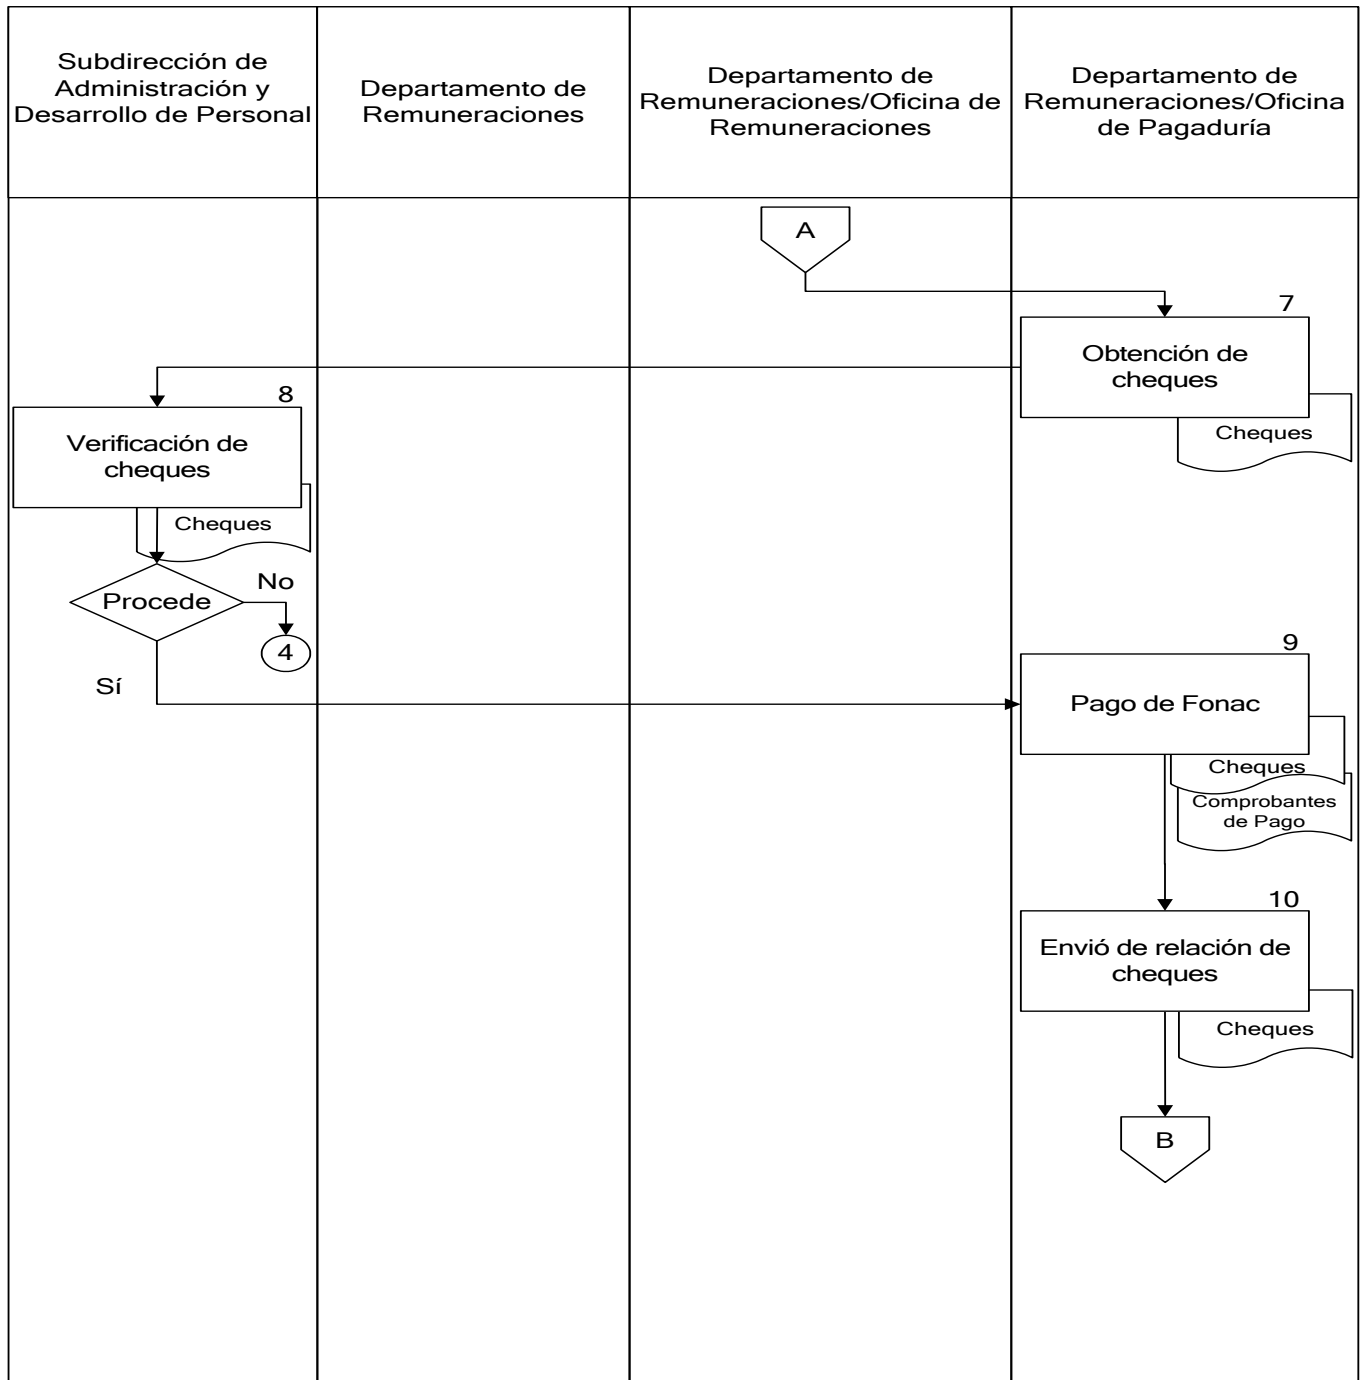 Subdirección de
Administración y
Desarrollo de Personal
Departamento de
Remuneraciones
Departamento de
Remuneraciones/Oficina de
Remuneraciones
Departamento de
Remuneraciones/Oficina
de Pagaduría
A
7
Obtención de
cheques
Cheques
8
Verificación de
cheques
Cheques
Procede
No
4
Sí
9
Pago de Fonac
Cheques
Comprobantes
de Pago
10
Envió de relación de
cheques
Cheques
B